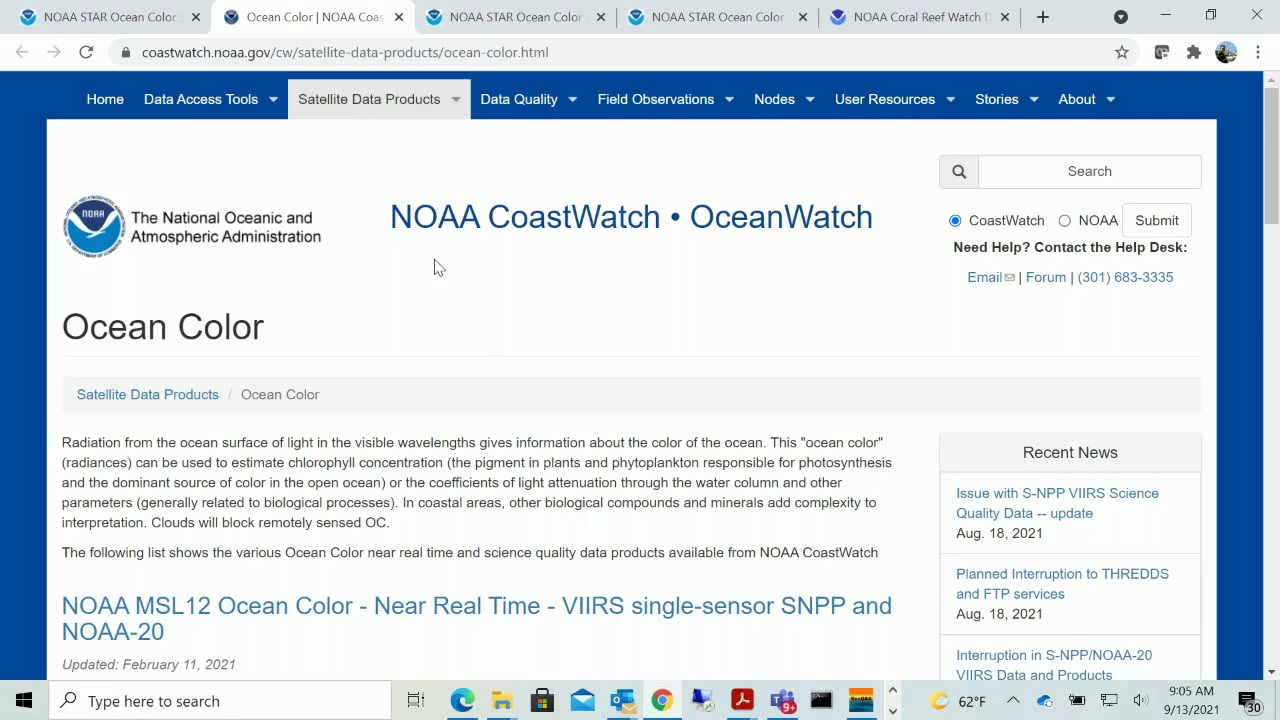 NOAA STAR Ocean Color
Ocean Color | NOAA Coas
NOAA STAR Ocean Color
NOAA STAR Ocean Color
NOAA Coral Reef Watch D
coastwatch.noaa.gov/cw/satellite-data-products/ocean-color.html
Home
Data Access Tools
Satellite Data Products
Data Quality
Field Observations
Nodes
User Resources
Stories
About
Search
NOAA
The National Oceanic and
Atmospheric Administration
NOAA CoastWatch • OceanWatch
CoastWatch NOAA Submit
Need Help? Contact the Help Desk:
Email | Forum | (301) 683-3335
Ocean Color
Satellite Data Products / Ocean Color
Radiation from the ocean surface of light in the visible wavelengths gives information about the color of the ocean. This "ocean color"
(radiances) can be used to estimate chlorophyll concentration (the pigment in plants and phytoplankton responsible for photosynthesis
and the dominant source of color in the open ocean) or the coefficients of light attenuation through the water column and other
parameters (generally related to biological processes). In coastal areas, other biological compounds and minerals add complexity to
interpretation. Clouds will block remotely sensed OC.
The following list shows the various Ocean Color near real time and science quality data products available from NOAA CoastWatch
NOAA MSL12 Ocean Color - Near Real Time - VIIRS single-sensor SNPP and
NOAA-20
Updated: February 11, 2021
Recent News
Issue with S-NPP VIIRS Science
Quality Data -- update
Aug. 18, 2021
Planned Interruption to THREDDS
and FTP services
Aug. 18, 2021
Interruption in S-NPP/NOAA-20
VIIRS Data and Products
Type here to search
9+
62°F
9:05 AM
9/13/2021
30